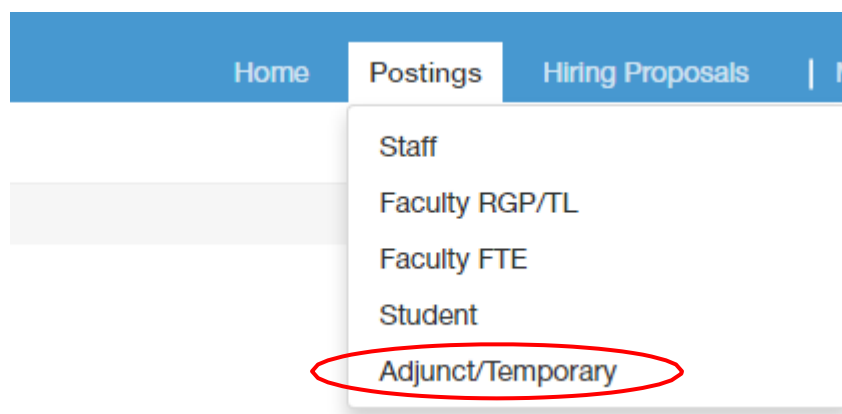 Home Postings Hiring Proposals |
Staff
Faculty RGP/TL
Faculty FTE
Student
Adjunct/Temporary